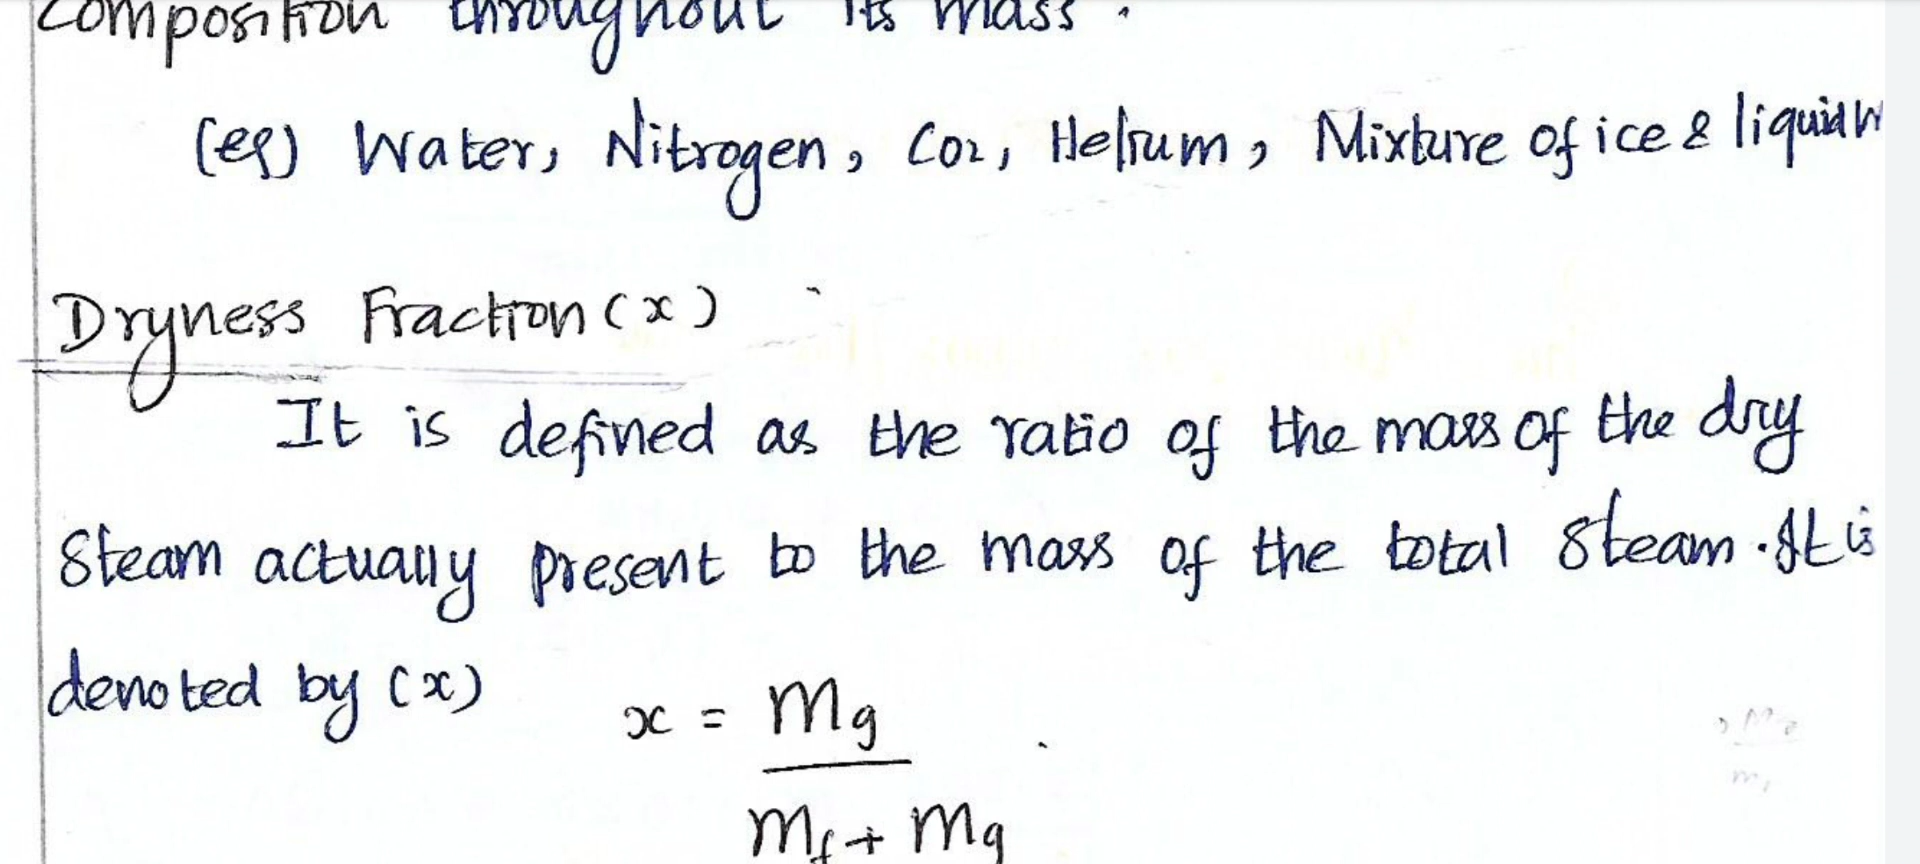 composition throughout its mass.
(eg) Water, Nitrogen, CO2, Helium, Mixture of ice & liquid w
Dryness Fraction (x)
It is defined as the ratio of the mass of the dry
steam actually present to the mass of the total steam. It is
denoted by (x) x = mg
mf + mg